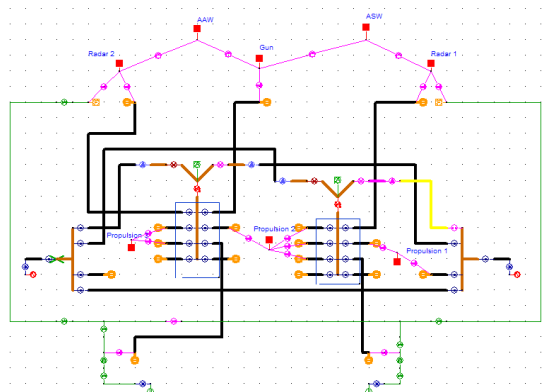 AAW
ASW
Gun
Radar 2
Radar 1
Propulsion
Propulsion 2
Propulsion 1